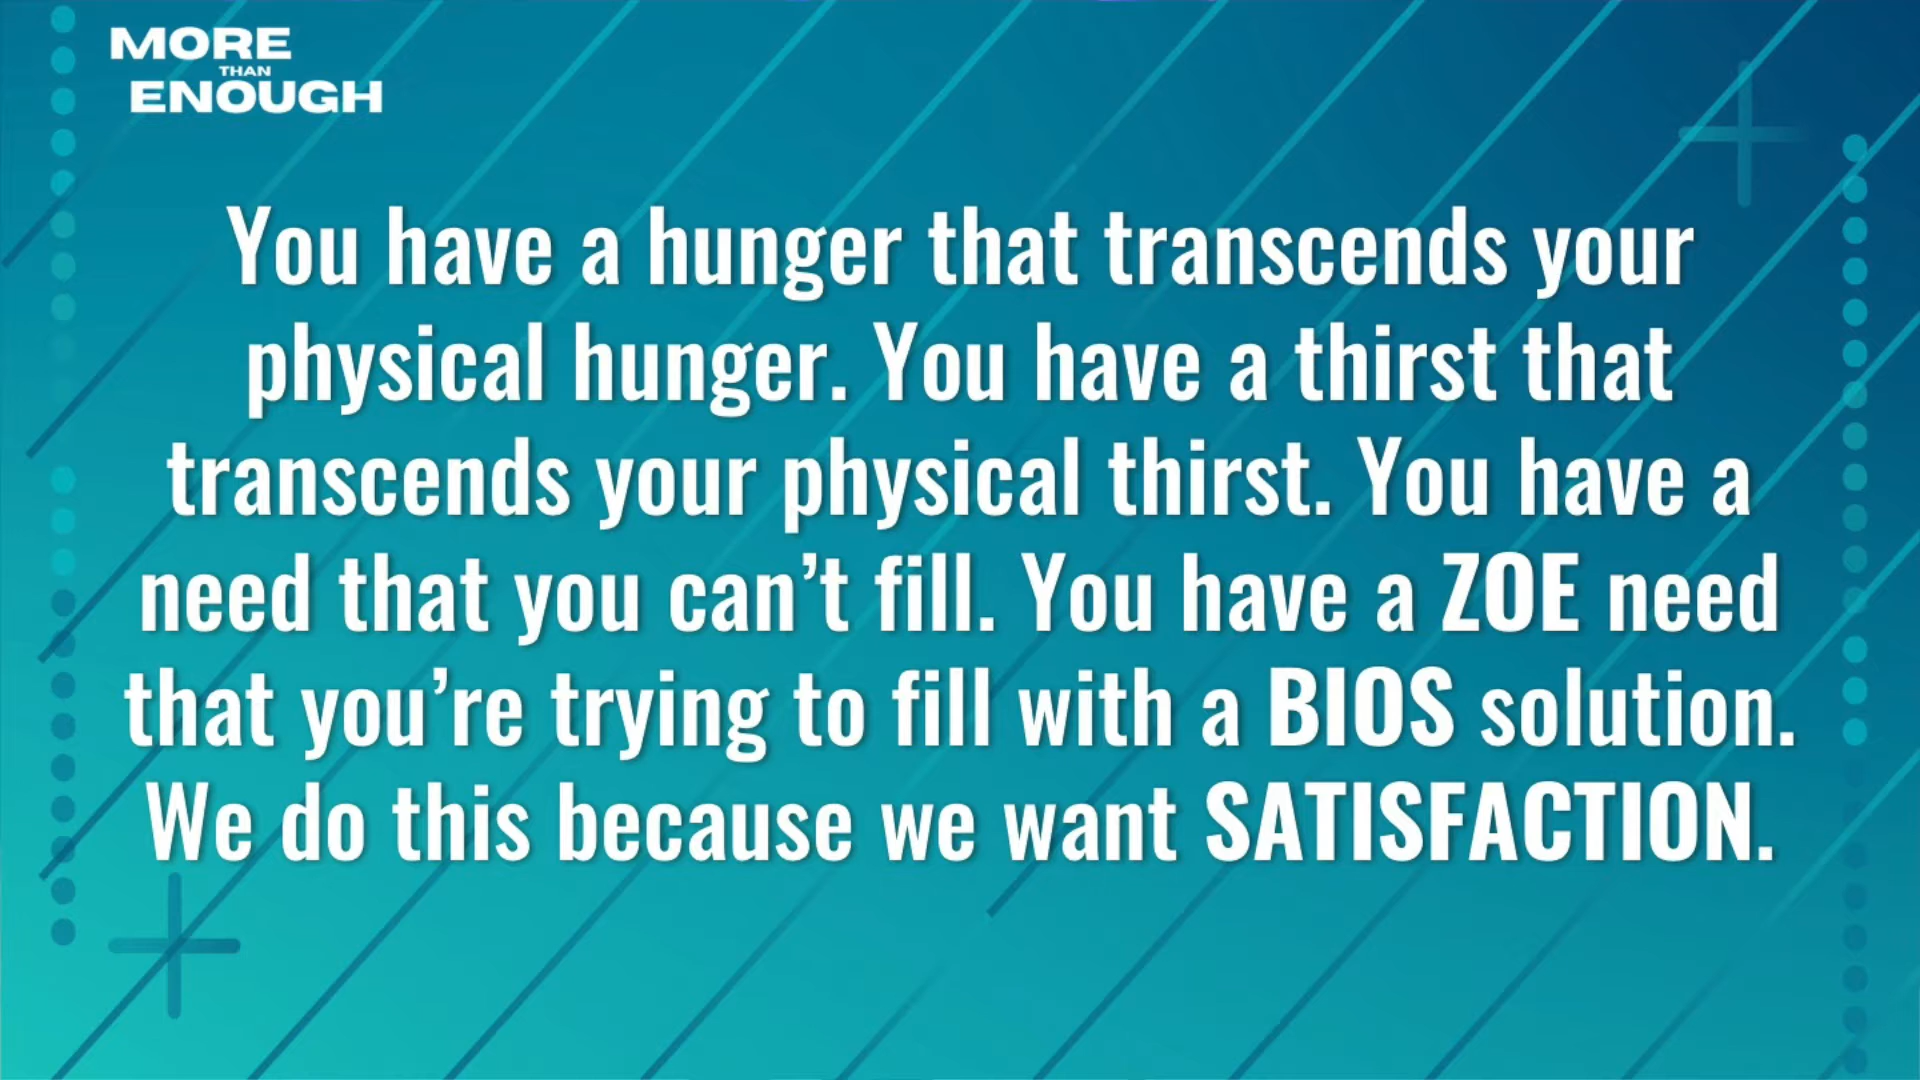 MORE
THAN
ENOUGH
You have a hunger that transcends your
physical hunger. You have a thirst that
transcends your physical thirst. You have a
need that you can’t fill. You have a ZOE need
that you’re trying to fill with a BIOS solution.
We do this because we want SATISFACTION.